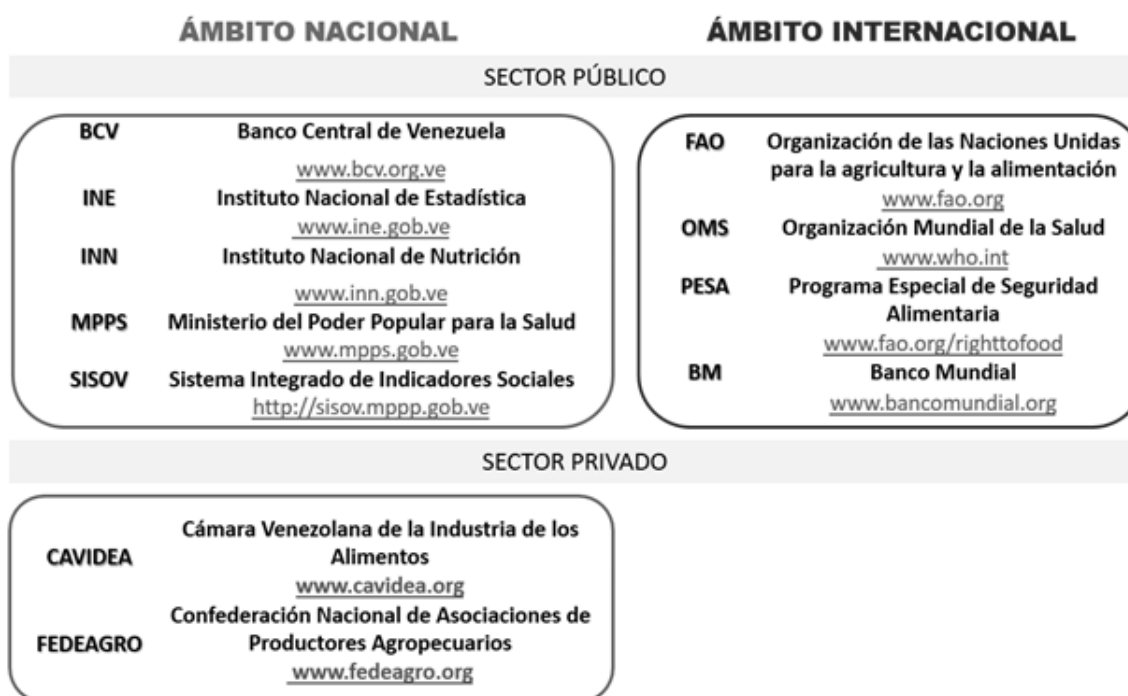 ÁMBITO NACIONAL
ÁMBITO INTERNACIONAL
SECTOR PÚBLICO
BCV Banco Central de Venezuela
www.bcv.org.ve
INE Instituto Nacional de Estadística
www.ine.gob.ve
INN Instituto Nacional de Nutrición
www.inn.gob.ve
MPPS Ministerio del Poder Popular para la Salud
www.mpps.gob.ve
SISOV Sistema Integrado de Indicadores Sociales
http://sisov.mppp.gob.ve
FAO Organización de las Naciones Unidas
para la agricultura y la alimentación
www.fao.org
OMS Organización Mundial de la Salud
www.who.int
PESA Programa Especial de Seguridad
Alimentaria
www.fao.org/righttofood
BM Banco Mundial
www.bancomundial.org
SECTOR PRIVADO
Cámara Venezolana de la Industria de los
CAVIDEA Alimentos
www.cavidea.org
Confederación Nacional de Asociaciones de
FEDEAGRO Productores Agropecuarios
www.fedeagro.org